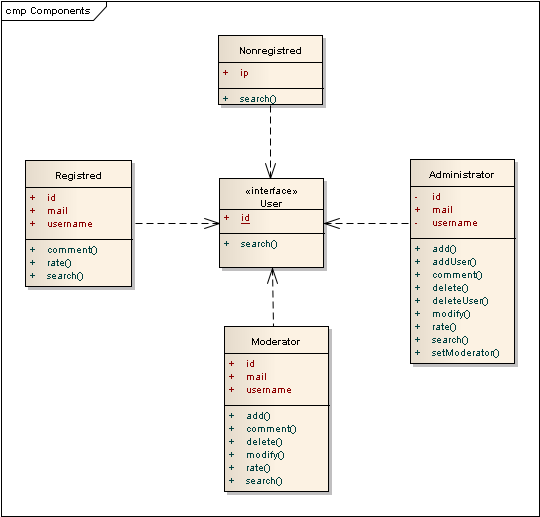 cmp Components
Nonregistred
+ ip
+ search()
Registred
+ id
+ mail
+ username
+ comment()
+ rate()
+ search()
«interface»
User
+ id
+ search()
Administrator
- id
+ mail
- username
+ add()
+ addUser()
+ comment()
+ delete()
+ deleteUser()
+ modify()
+ rate()
+ search()
+ setModerator()
Moderator
+ id
+ mail
+ username
+ add()
+ comment()
+ delete()
+ modify()
+ rate()
+ search()